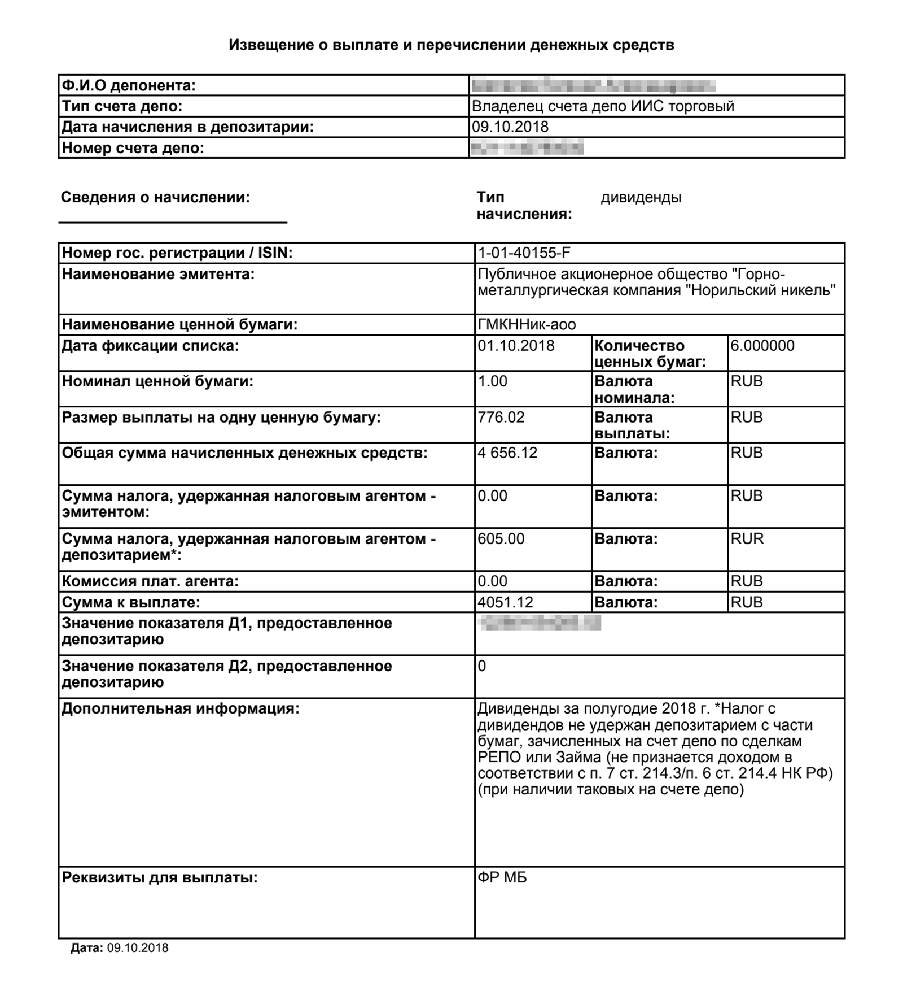 Извещение о выплате и перечислении денежных средств
Ф.И.О депонента:
Тип счета депо: Владелец счета депо ИИС торговый
Дата начисления в депозитарии: 09.10.2018
Номер счета депо:
Сведения о начислении: Тип дивиденды
начисления:
Номер гос. регистрации / ISIN: 1-01-40155-F
Наименование эмитента: Публичное акционерное общество "Горно-
металлургическая компания "Норильский никель"
Наименование ценной бумаги: ГМКННик-аоо
Дата фиксации списка: 01.10.2018 Количество 6.000000
ценных бумаг:
Номинал ценной бумаги: 1.00 Валюта RUB
номинала:
Размер выплаты на одну ценную бумагу: 776.02 Валюта RUB
выплаты:
Общая сумма начисленных денежных средств: 4 656.12 Валюта: RUB
Сумма налога, удержанная налоговым агентом - 0.00 Валюта: RUB
эмитентом:
Сумма налога, удержанная налоговым агентом - 605.00 Валюта: RUR
депозитарием*:
Комиссия плат. агента: 0.00 Валюта: RUB
Сумма к выплате: 4051.12 Валюта: RUB
Значение показателя Д1, предоставленное
депозитарию
Значение показателя Д2, предоставленное 0
депозитарию
Дополнительная информация: Дивиденды за полугодие 2018 г. *Налог с
дивидендов не удержан депозитарием с части
бумаг, зачисленных на счет депо по сделкам
РЕПО или Займа (не признается доходом в
соответствии с п. 7 ст. 214.3/п. 6 ст. 214.4 НК РФ)
(при наличии таковых на счете депо)
Реквизиты для выплаты: ФР МБ
Дата: 09.10.2018